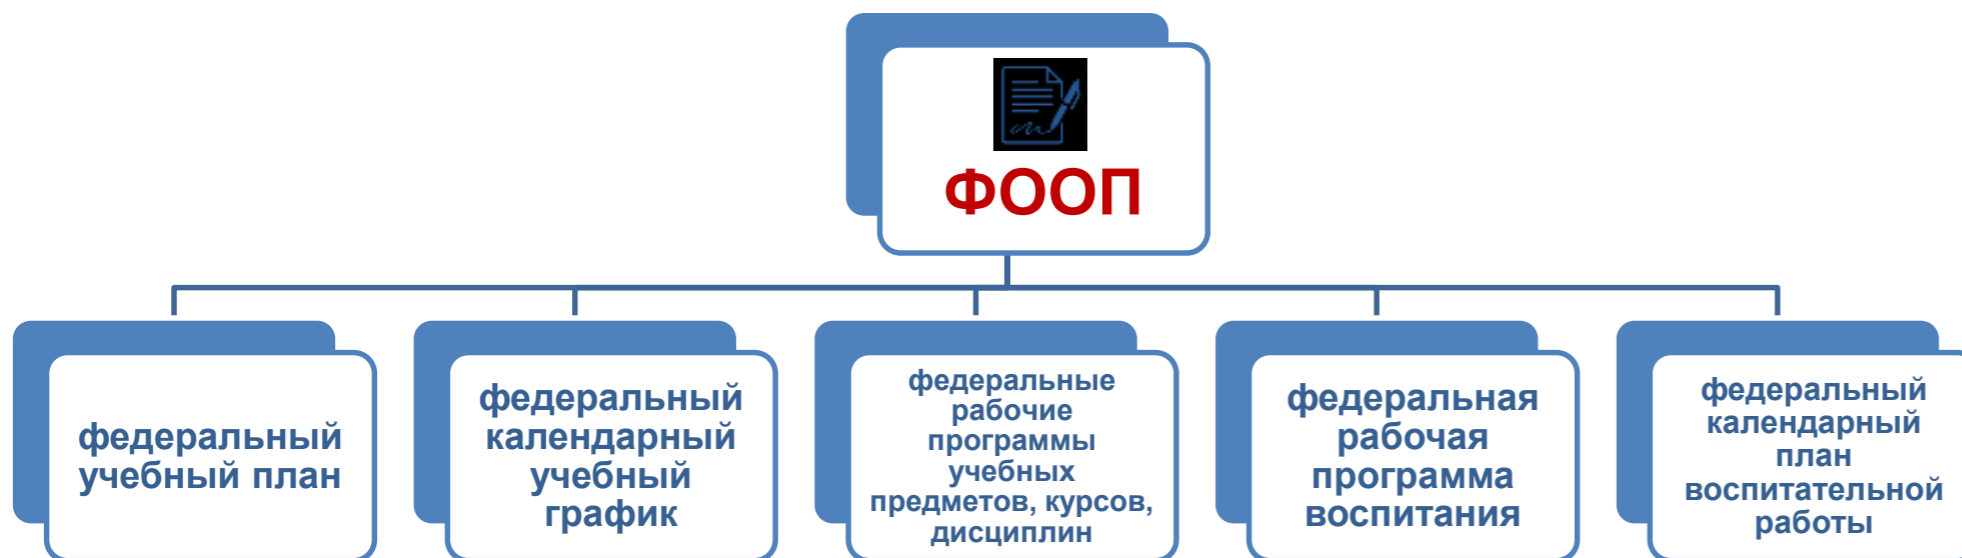 ФООП
федеральный
учебный план
федеральный
календарный
учебный
график
федеральные
рабочие
программы
учебных
предметов, курсов,
дисциплин
федеральная
рабочая
программа
воспитания
федеральный
календарный
план
воспитательной
работы